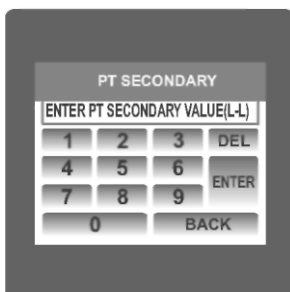 PT SECONDARY
ENTER PT SECONDARY VALUE(L-L)
1 2 3 DEL
4 5 6 ENTER
7 8 9
0 BACK